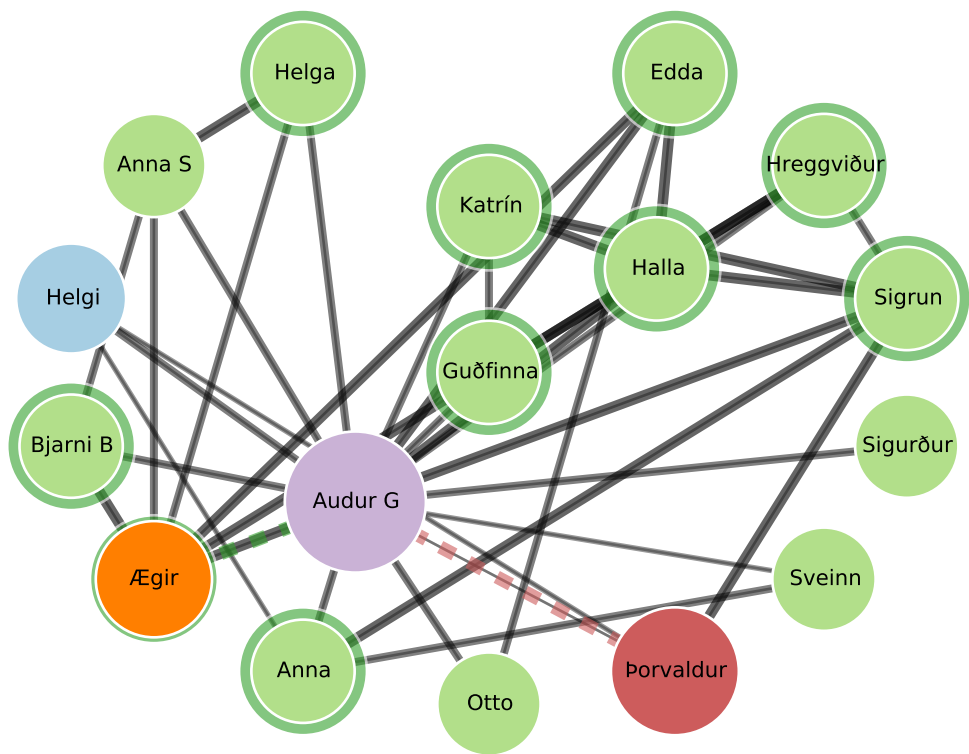 Helga
Edda
Anna S
Hreggviður
Katrín
Halla
Helgi
Sigrun
Guðfinna
Bjarni B
Sigurður
Audur G
Ægir
Sveinn
Anna
Þorvaldur
Otto